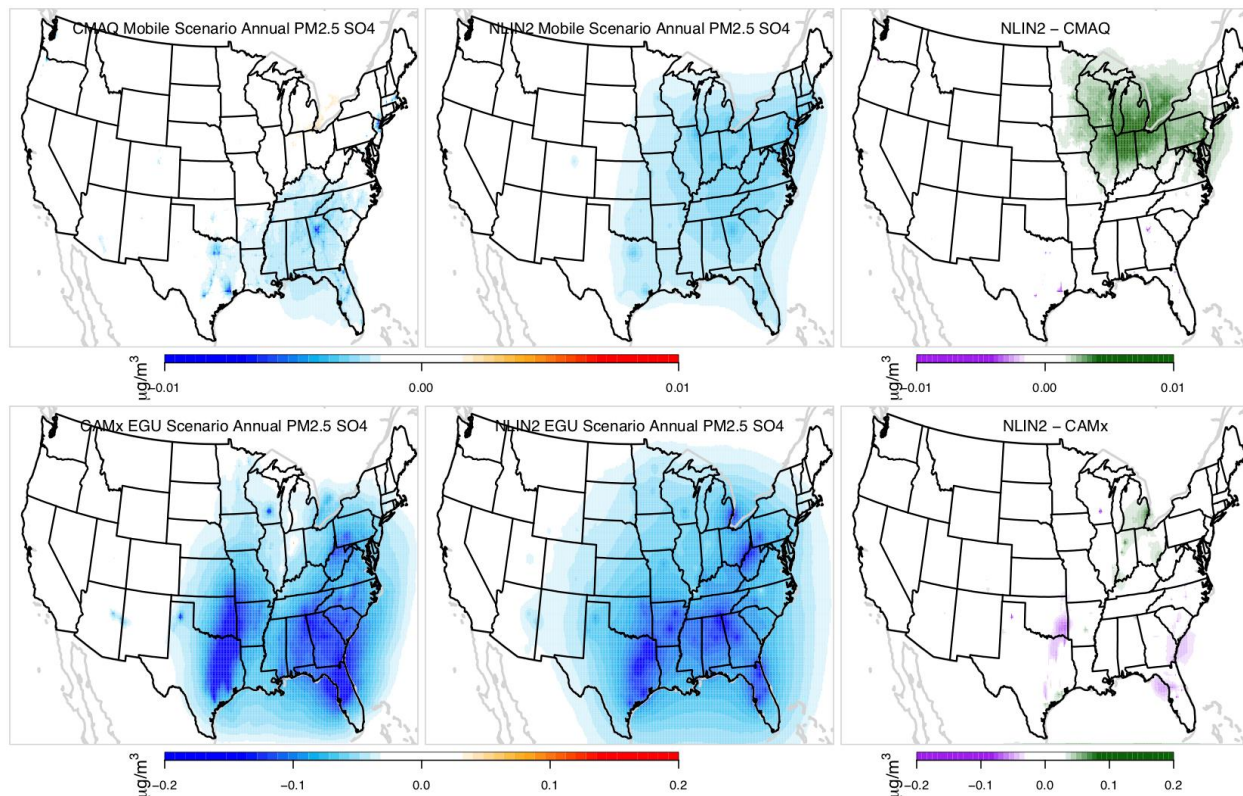 CMAQ Mobile Scenario Annual PM2.5 SO4
NLIN2 Mobile Scenario Annual PM2.5 SO4
NLIN2 − CMAQ
µg/m³
−0.01
0.00
0.01
µg/m³
−0.01
0.00
0.01
CAMx EGU Scenario Annual PM2.5 SO4
NLIN2 EGU Scenario Annual PM2.5 SO4
NLIN2 − CAMx
µg/m³
−0.2
−0.1
0.0
0.1
0.2
µg/m³
−0.2
−0.1
0.0
0.1
0.2